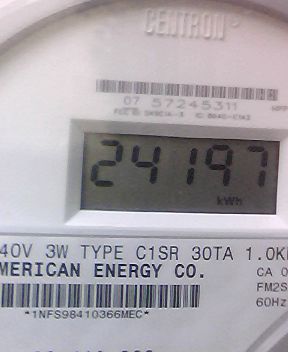 CENTRON
07 57245311
24197
kWh
40V 3W TYPE C1SR 30TA 1.0K
MERICAN ENERGY CO.
CA 0
FM2S
60Hz
*1NFS98410366MEC*